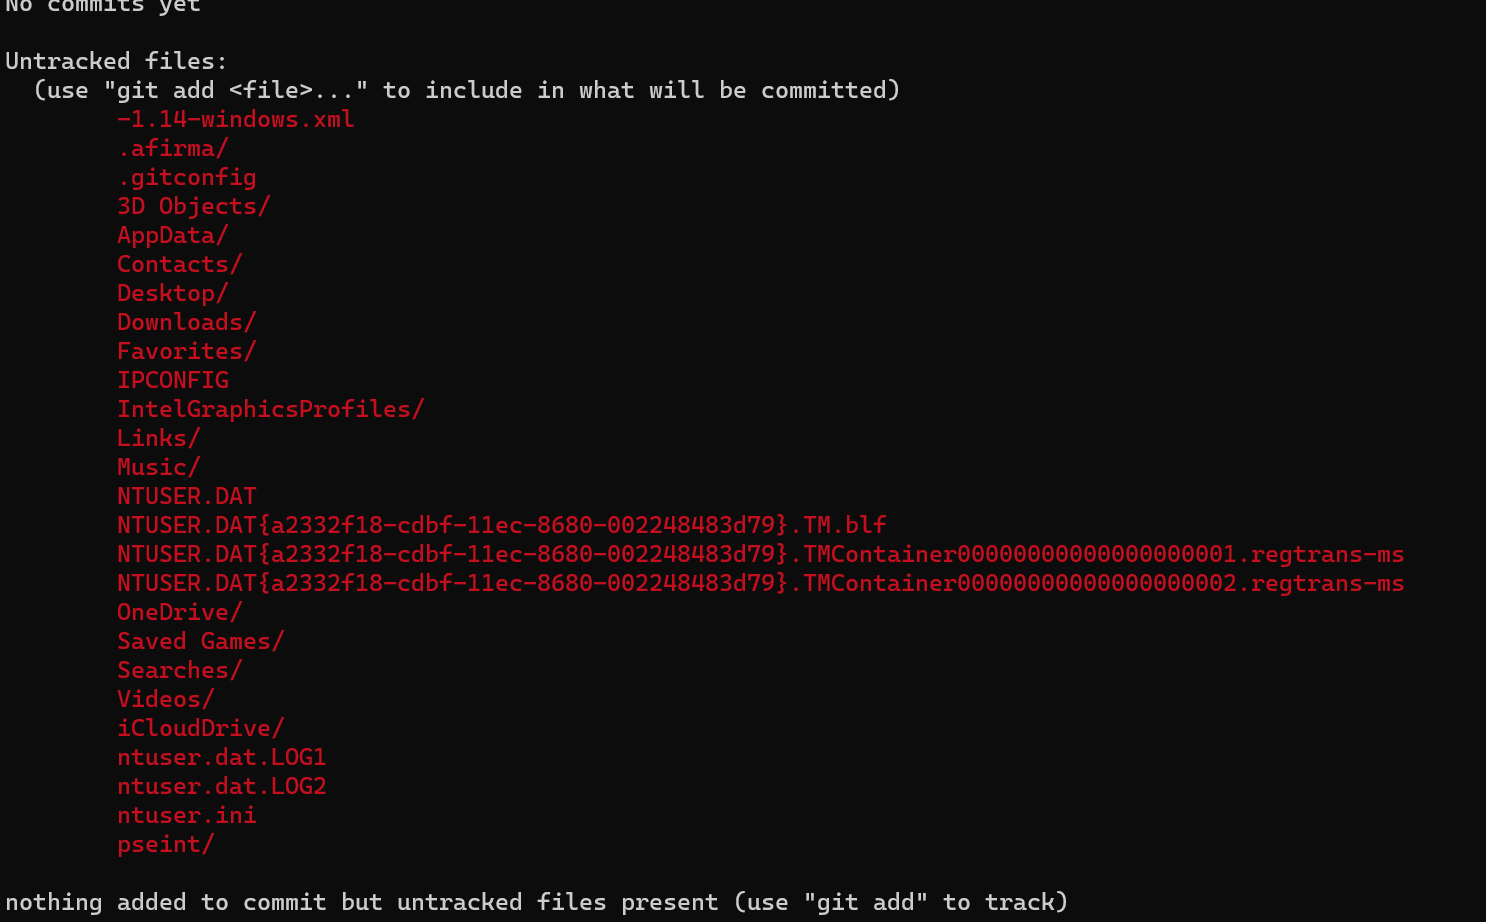 No commits yet
Untracked files:
(use "git add <file>..." to include in what will be committed)
-1.14-windows.xml
.afirma/
.gitconfig
3D Objects/
AppData/
Contacts/
Desktop/
Downloads/
Favorites/
IPCONFIG
IntelGraphicsProfiles/
Links/
Music/
NTUSER.DAT
NTUSER.DAT{a2332f18-cdbf-11ec-8680-002248483d79}.TM.blf
NTUSER.DAT{a2332f18-cdbf-11ec-8680-002248483d79}.TMContainer00000000000000000001.regtrans-ms
NTUSER.DAT{a2332f18-cdbf-11ec-8680-002248483d79}.TMContainer00000000000000000002.regtrans-ms
OneDrive/
Saved Games/
Searches/
Videos/
iCloudDrive/
ntuser.dat.LOG1
ntuser.dat.LOG2
ntuser.ini
pseint/
nothing added to commit but untracked files present (use "git add" to track)